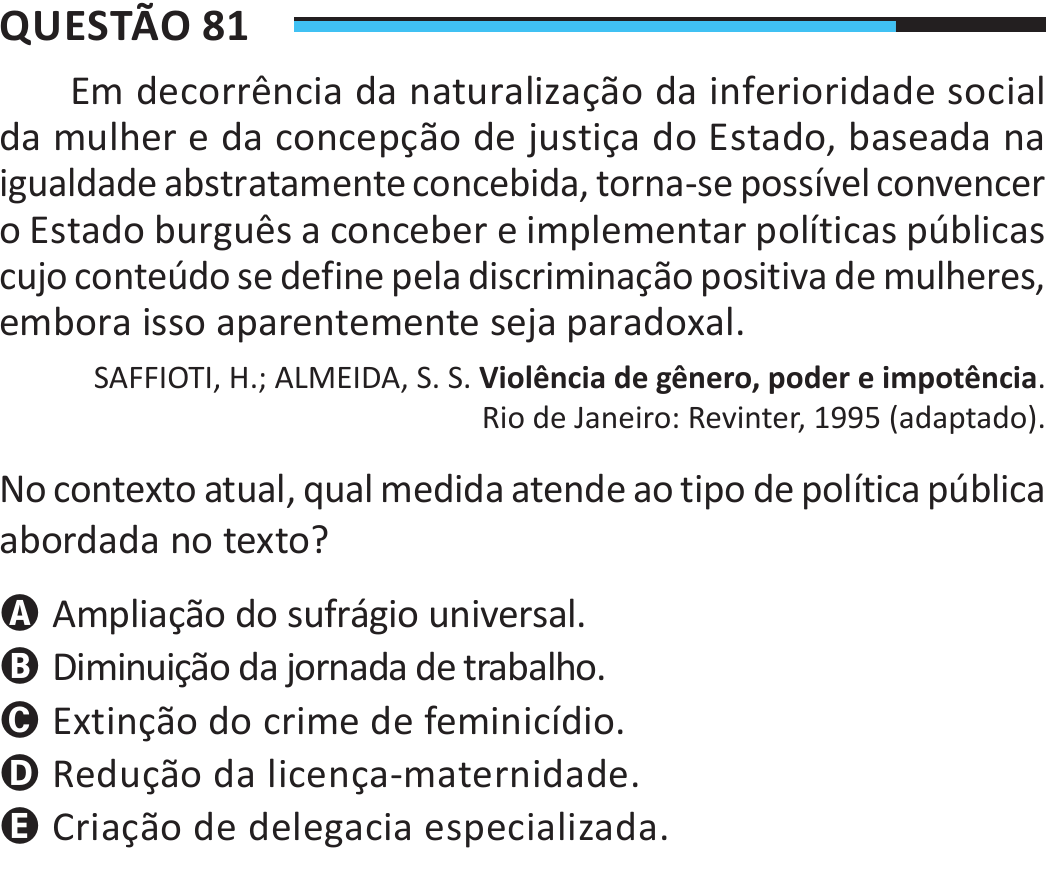 QUESTÃO 81
Em decorrência da naturalização da inferioridade social
da mulher e da concepção de justiça do Estado, baseada na
igualdade abstratamente concebida, torna-se possível convencer
o Estado burguês a conceber e implementar políticas públicas
cujo conteúdo se define pela discriminação positiva de mulheres,
embora isso aparentemente seja paradoxal.
SAFFIOTI, H.; ALMEIDA, S. S. Violência de gênero, poder e impotência.
Rio de Janeiro: Revinter, 1995 (adaptado).
No contexto atual, qual medida atende ao tipo de política pública
abordada no texto?
A Ampliação do sufrágio universal.
B Diminuição da jornada de trabalho.
C Extinção do crime de feminicídio.
D Redução da licença-maternidade.
E Criação de delegacia especializada.